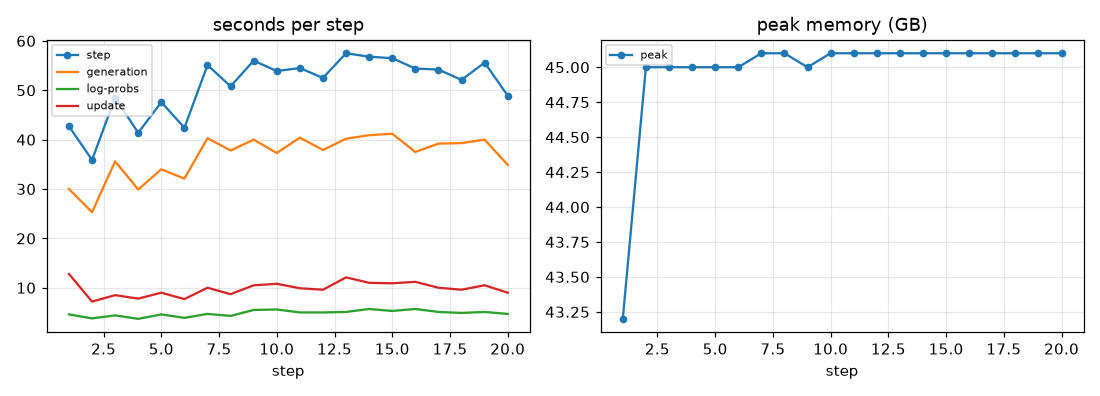 seconds per step
60
50
40
30
20
10
step
generation
log-probs
update
2.5 5.0 7.5 10.0 12.5 15.0 17.5 20.0
step
peak memory (GB)
45.00
44.75
44.50
44.25
44.00
43.75
43.50
43.25
peak
2.5 5.0 7.5 10.0 12.5 15.0 17.5 20.0
step